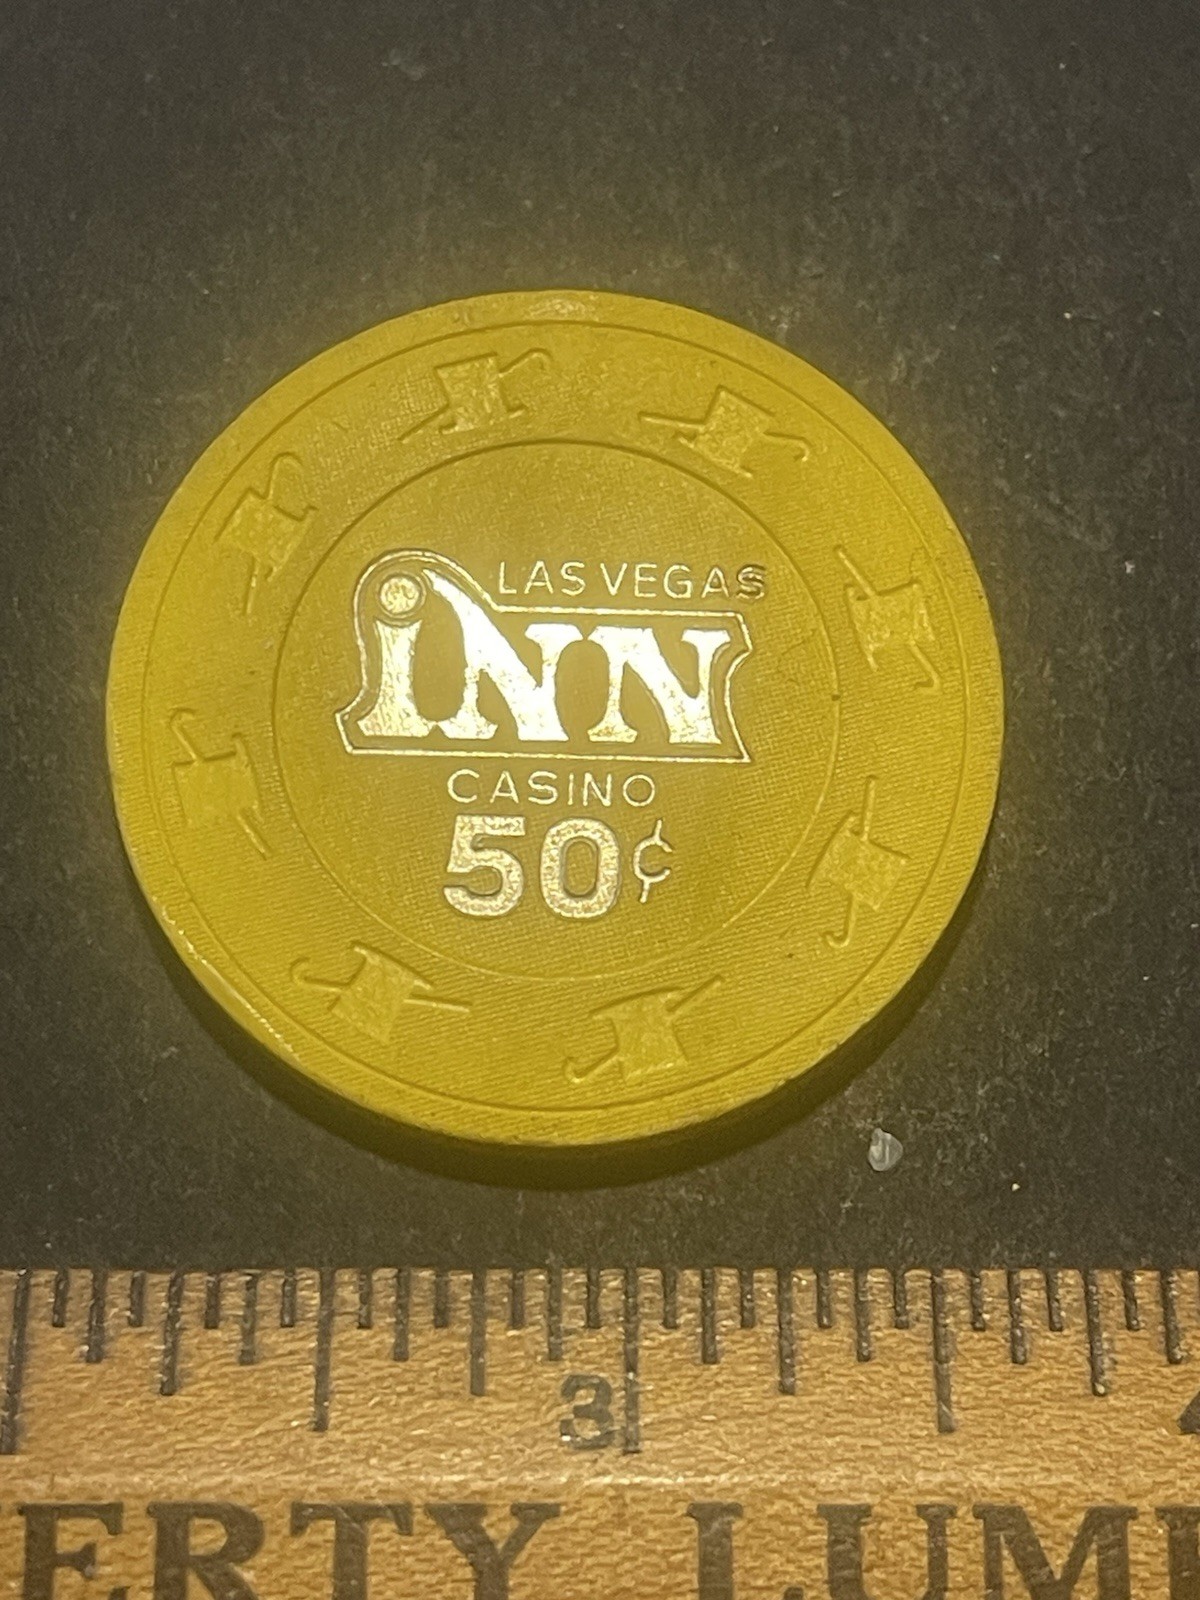 LAS VEGAS
iNN
CASINO
50¢
3
ERTY LUM